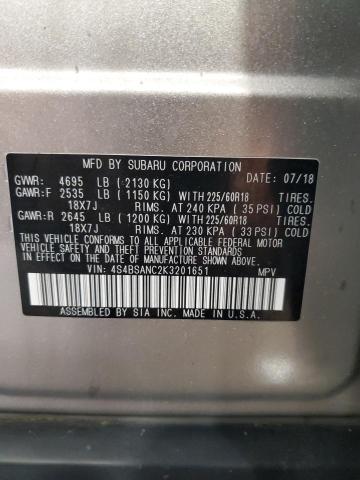 MFD BY SUBARU CORPORATION
GVWR: 4695 LB ( 2130 KG) 07/18
GAWR:F 2535 LB ( 1150 KG) WITH 225/60R18 TIRES.
18X7J RIMS. AT 240 KPA ( 35 PSI) COLD
GAWR:R 2645 LB ( 1200 KG) WITH 225/60R18 TIRES.
18X7J RIMS. AT 230 KPA ( 33 PSI) COLD
THIS VEHICLE CONFORMS TO ALL APPLICABLE FEDERAL MOTOR
VEHICLE SAFETY AND THEFT PREVENTION STANDARDS IN EFFECT ON THE
DATE OF MANUFACTURE SHOWN ABOVE.
VIN: 4S4BSANC2K3201651 MPV
ASSEMBLED BY SIA INC. MADE IN U.S.A.